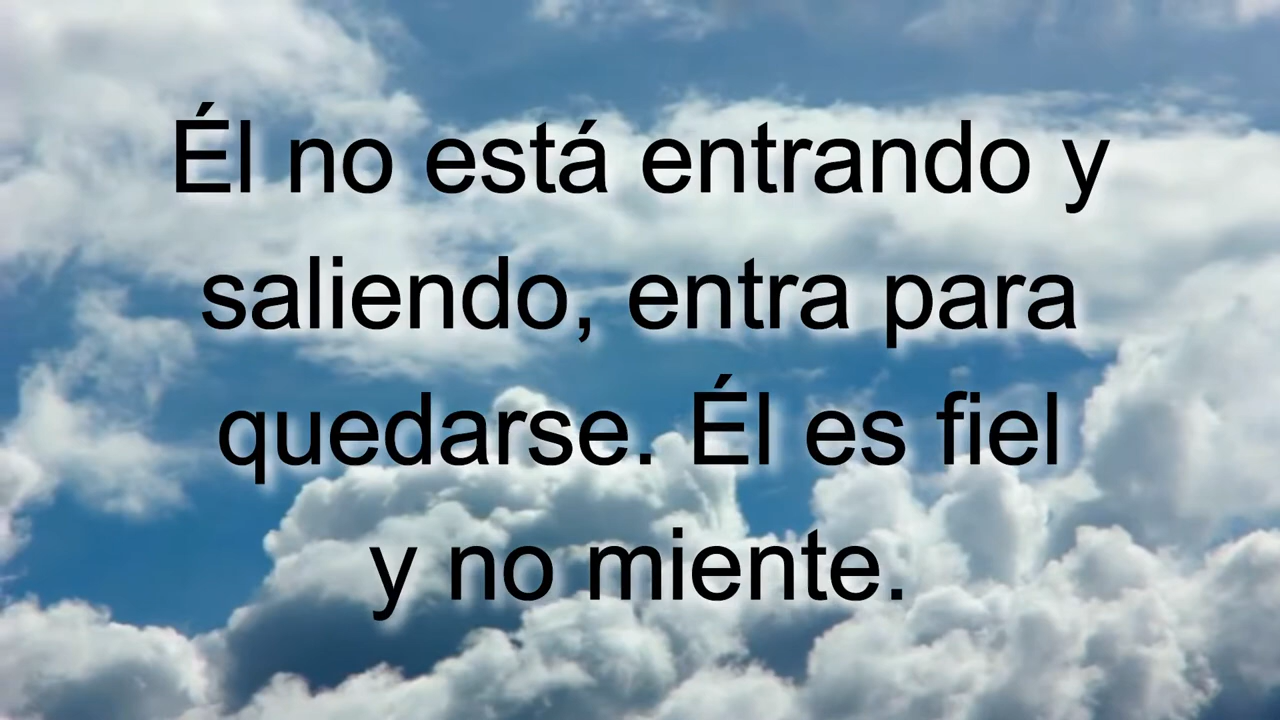 Él no está entrando y
saliendo, entra para
quedarse. Él es fiel
y no miente.